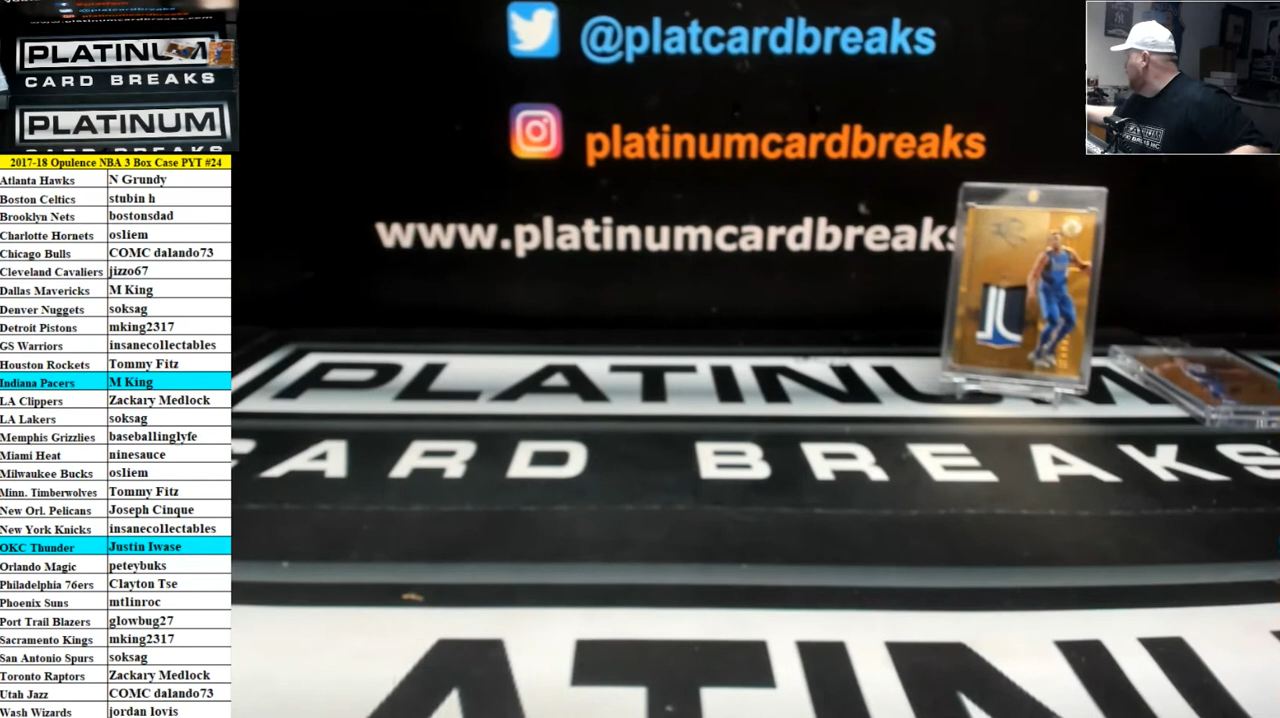 www.platinumcardbreaks.com
PLATINUM
CARD BREAKS
PLATINUM
2017-18 Opulence NBA 3 Box Case PYT #24
Atlanta Hawks N Grundy
Boston Celtics stubin h
Brooklyn Nets bostonsdad
Charlotte Hornets osliem
Chicago Bulls COMC dalando73
Cleveland Cavaliers jizzo67
Dallas Mavericks M King
Denver Nuggets soksag
Detroit Pistons mking2317
GS Warriors insanecollectables
Houston Rockets Tommy Fitz
Indiana Pacers M King
LA Clippers Zackary Medlock
LA Lakers soksag
Memphis Grizzlies baseballinglyfe
Miami Heat ninesauce
Milwaukee Bucks osliem
Minn. Timberwolves Tommy Fitz
New Orl. Pelicans Joseph Cinque
New York Knicks insanecollectables
OKC Thunder Justin Iwase
Orlando Magic peteybuks
Philadelphia 76ers Clayton Tse
Phoenix Suns mtlinroc
Port Trail Blazers glowbug27
Sacramento Kings mking2317
San Antonio Spurs soksag
Toronto Raptors Zackary Medlock
Utah Jazz COMC dalando73
Wash Wizards jordan lovis
@platcardbreaks
platinumcardbreaks
www.platinumcardbreaks
PLATINUM
CARD BREAKS
ATINU